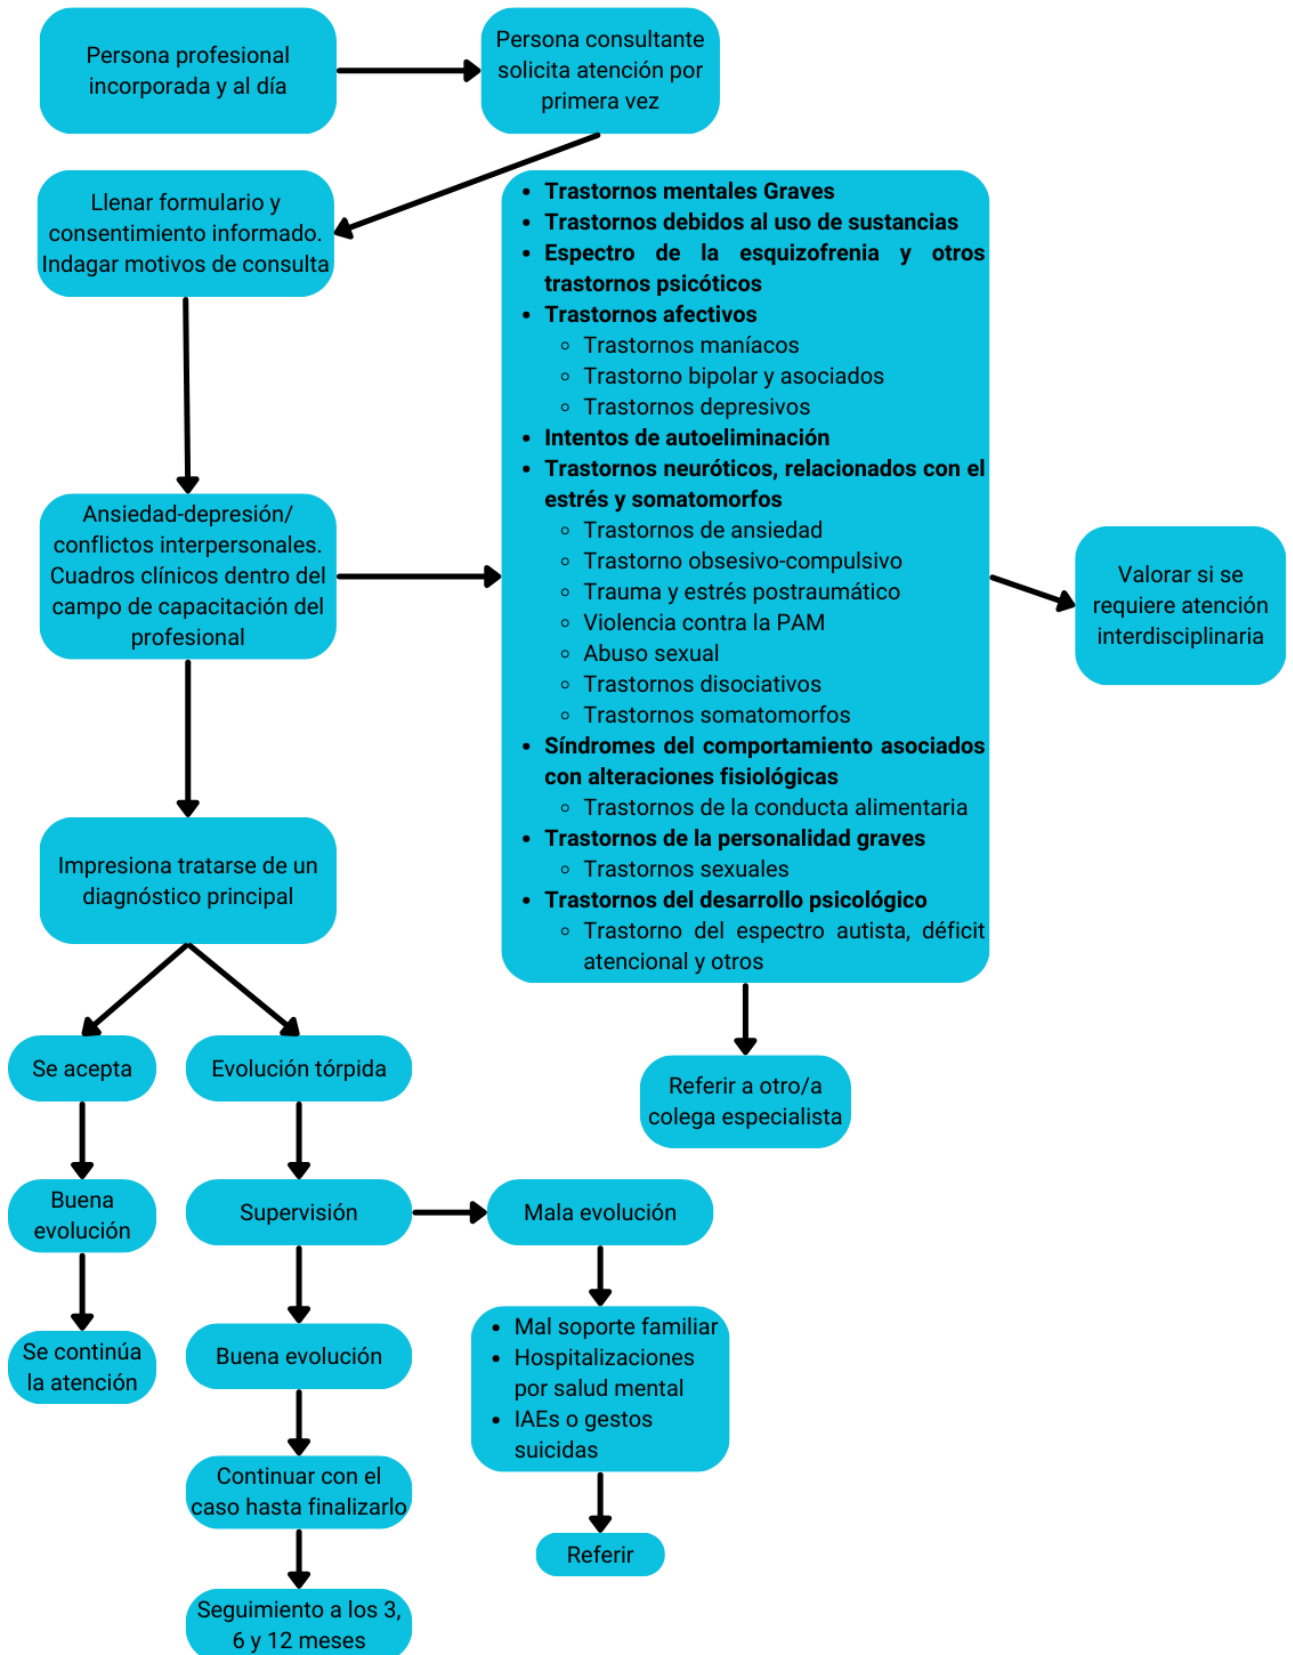 Persona profesional
incorporada y al día
Persona consultante
solicita atención por
primera vez
Llenar formulario y
consentimiento informado.
Indagar motivos de consulta
Ansiedad-depresión/
conflictos interpersonales.
Cuadros clínicos dentro del
campo de capacitación del
profesional
• Trastornos mentales Graves
• Trastornos debidos al uso de sustancias
• Espectro de la esquizofrenia y otros
trastornos psicóticos
• Trastornos afectivos
◦ Trastornos maníacos
◦ Trastorno bipolar y asociados
◦ Trastornos depresivos
• Intentos de autoeliminación
• Trastornos neuróticos, relacionados con el
estrés y somatomorfos
◦ Trastornos de ansiedad
◦ Trastorno obsesivo-compulsivo
◦ Trauma y estrés postraumático
◦ Violencia contra la PAM
◦ Abuso sexual
◦ Trastornos disociativos
◦ Trastornos somatomorfos
• Síndromes del comportamiento asociados
con alteraciones fisiológicas
◦ Trastornos de la conducta alimentaria
• Trastornos de la personalidad graves
◦ Trastornos sexuales
• Trastornos del desarrollo psicológico
◦ Trastorno del espectro autista, déficit
atencional y otros
Valorar si se
requiere atención
interdisciplinaria
Referir a otro/a
colega especialista
Impresiona tratarse de un
diagnóstico principal
Se acepta
Buena
evolución
Se continúa
la atención
Evolución tórpida
Supervisión
Buena evolución
Continuar con el
caso hasta finalizarlo
Seguimiento a los 3,
6 y 12 meses
Mala evolución
• Mal soporte familiar
• Hospitalizaciones
por salud mental
• IAEs o gestos
suicidas
Referir